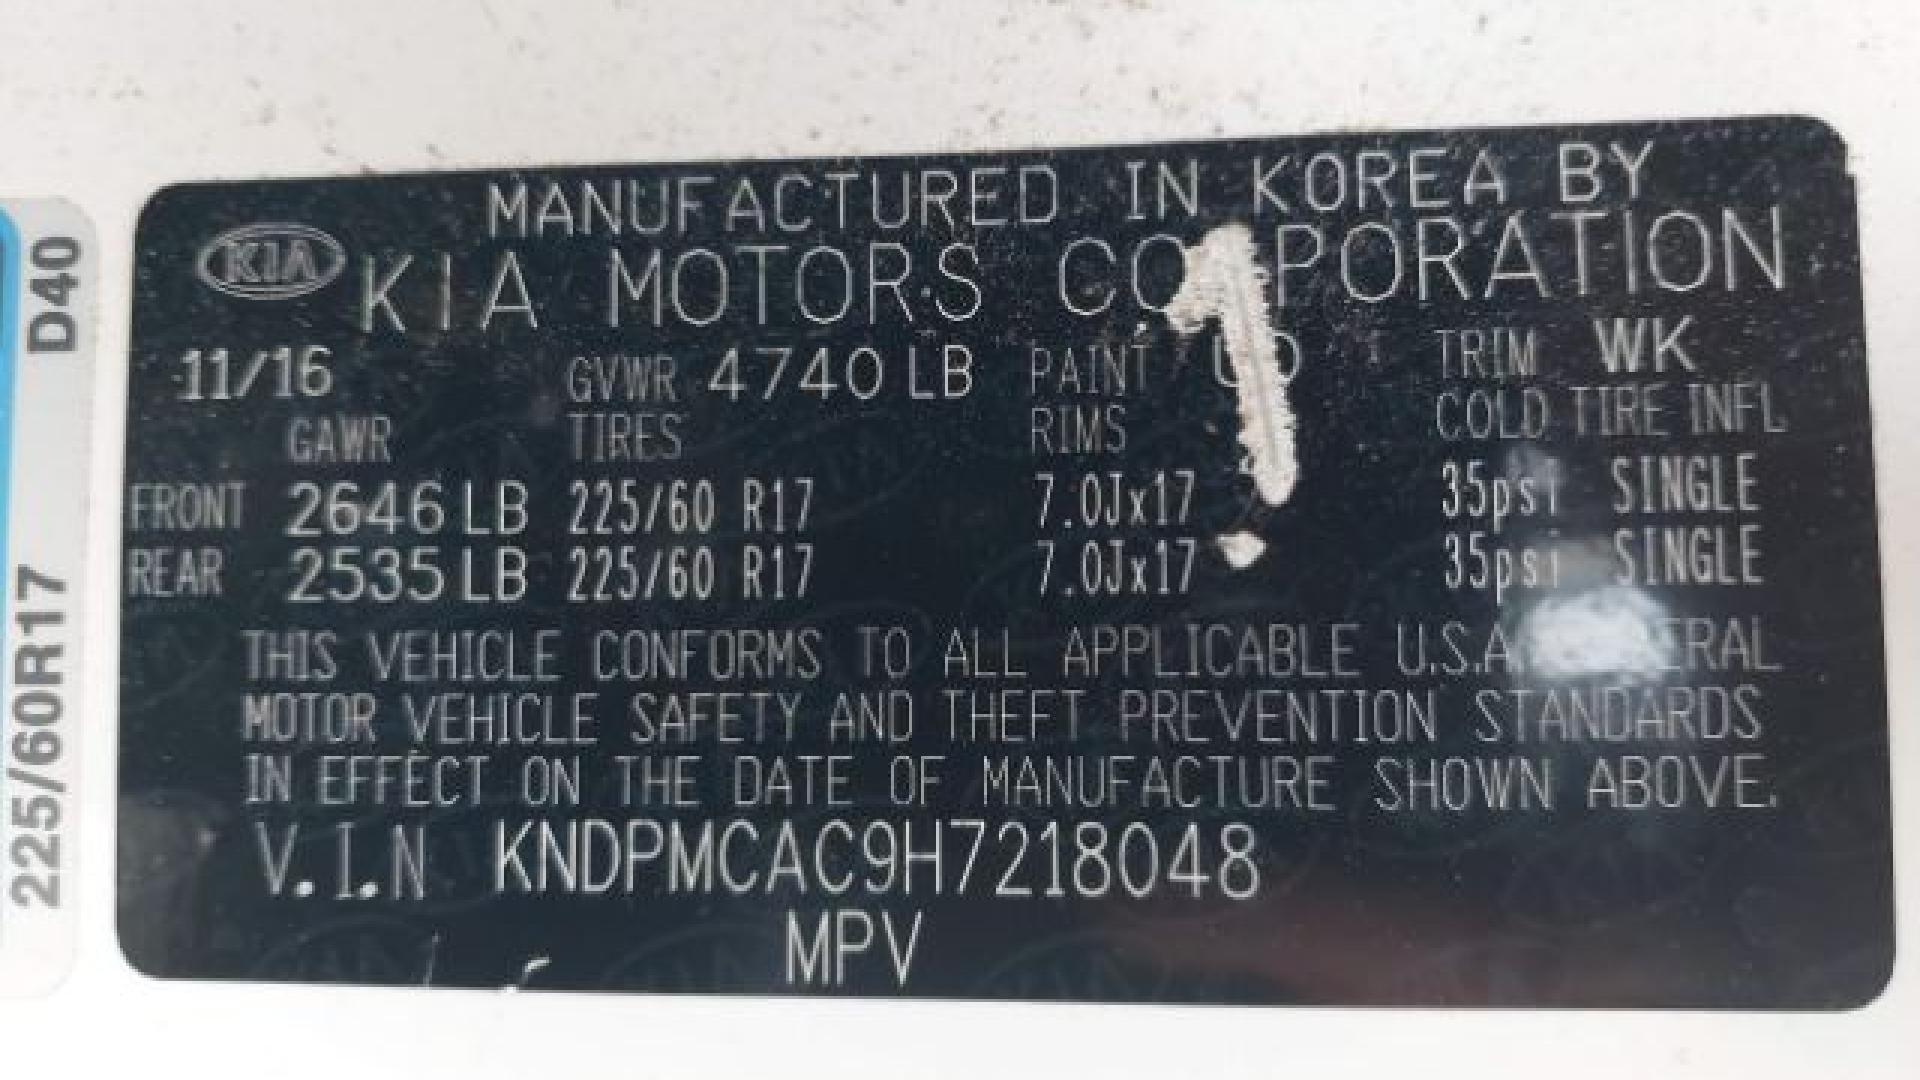 MANUFACTURED IN KOREA BY
KIA KIA MOTORS CORPORATION
11/16 GVWR 4740 LB PAINT TRIM WK
GAWR TIRES RIMS COLD TIRE INFL
FRONT 2646 LB 225/60 R17 7.0Jx17 35psi SINGLE
REAR 2535 LB 225/60 R17 7.0Jx17 35psi SINGLE
THIS VEHICLE CONFORMS TO ALL APPLICABLE U.S.A. FEDERAL
MOTOR VEHICLE SAFETY AND THEFT PREVENTION STANDARDS
IN EFFECT ON THE DATE OF MANUFACTURE SHOWN ABOVE.
V.I.N KNDPMCAC9H7218048
MPV
225/60R17 D40